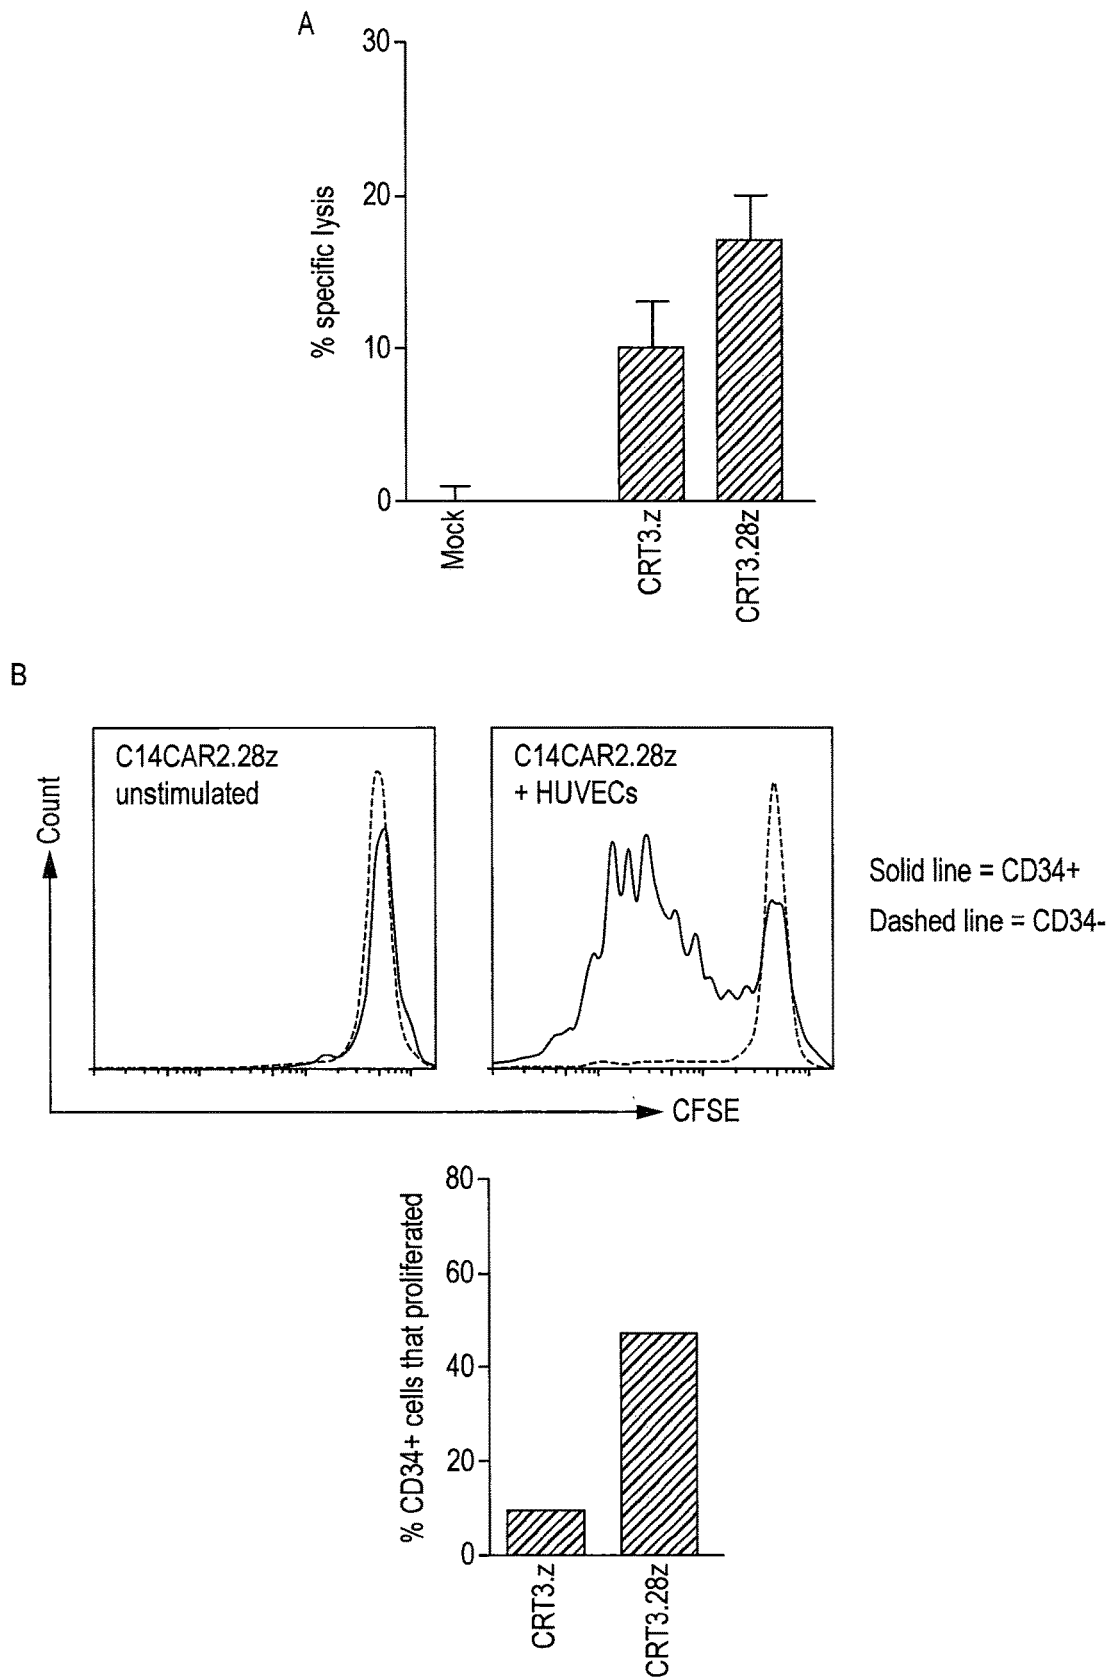 A
30
20
10
0
% specific lysis
Mock
CRT3.z
CRT3.28z
B
Count
C14CAR2.28z
unstimulated
C14CAR2.28z
+ HUVECs
Solid line = CD34+
Dashed line = CD34-
CFSE
80
60
40
20
0
% CD34+ cells that proliferated
CRT3.z
CRT3.28z